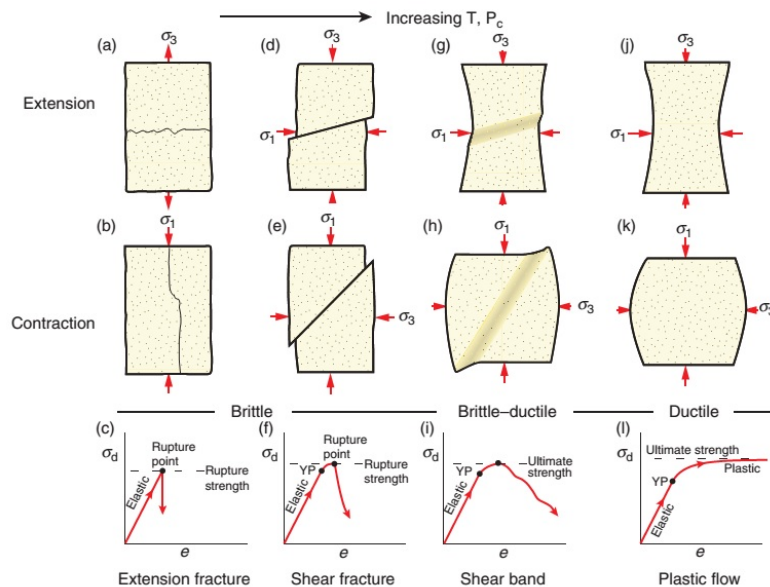 Increasing T, Pc
(a)
σ3
(d)
σ3
(g)
σ3
(j)
σ3
Extension
σ1
σ1
σ1
(b)
σ1
(e)
σ1
(h)
σ1
(k)
σ1
Contraction
σ3
σ3
σ3
Brittle
Brittle–ductile
Ductile
(c)
σd
Rupture
point
Rupture
strength
Elastic
e
(f)
σd
Rupture
point
YP
Rupture
strength
Elastic
e
(i)
σd
YP
Ultimate
strength
Elastic
e
(l)
σd
Ultimate strength
Plastic
YP
Elastic
e
Extension fracture
Shear fracture
Shear band
Plastic flow